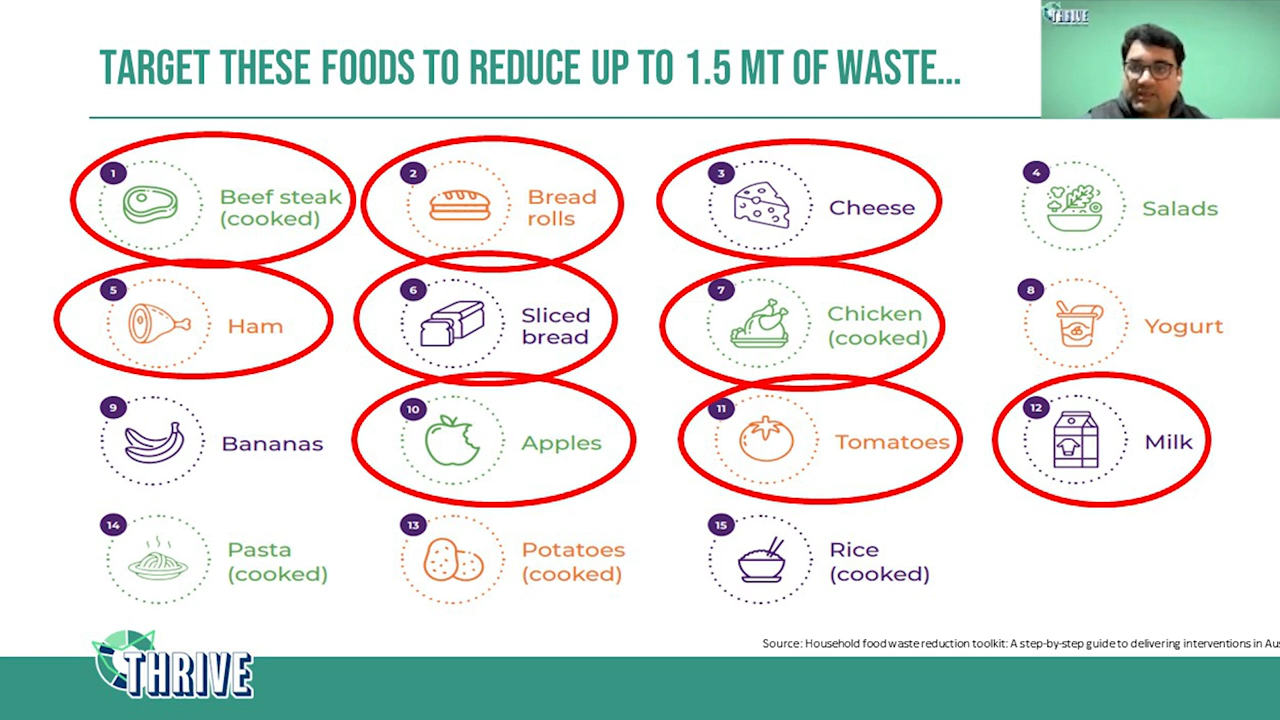 THRIVE
TARGET THESE FOODS TO REDUCE UP TO 1.5 MT OF WASTE...
1
Beef steak
(cooked)
2
Bread
rolls
3
Cheese
4
Salads
5
Ham
6
Sliced
bread
7
Chicken
(cooked)
8
Yogurt
9
Bananas
10
Apples
11
Tomatoes
12
Milk
14
Pasta
(cooked)
13
Potatoes
(cooked)
15
Rice
(cooked)
Source: Household food waste reduction toolkit: A step-by-step guide to delivering interventions in Aus
THRIVE